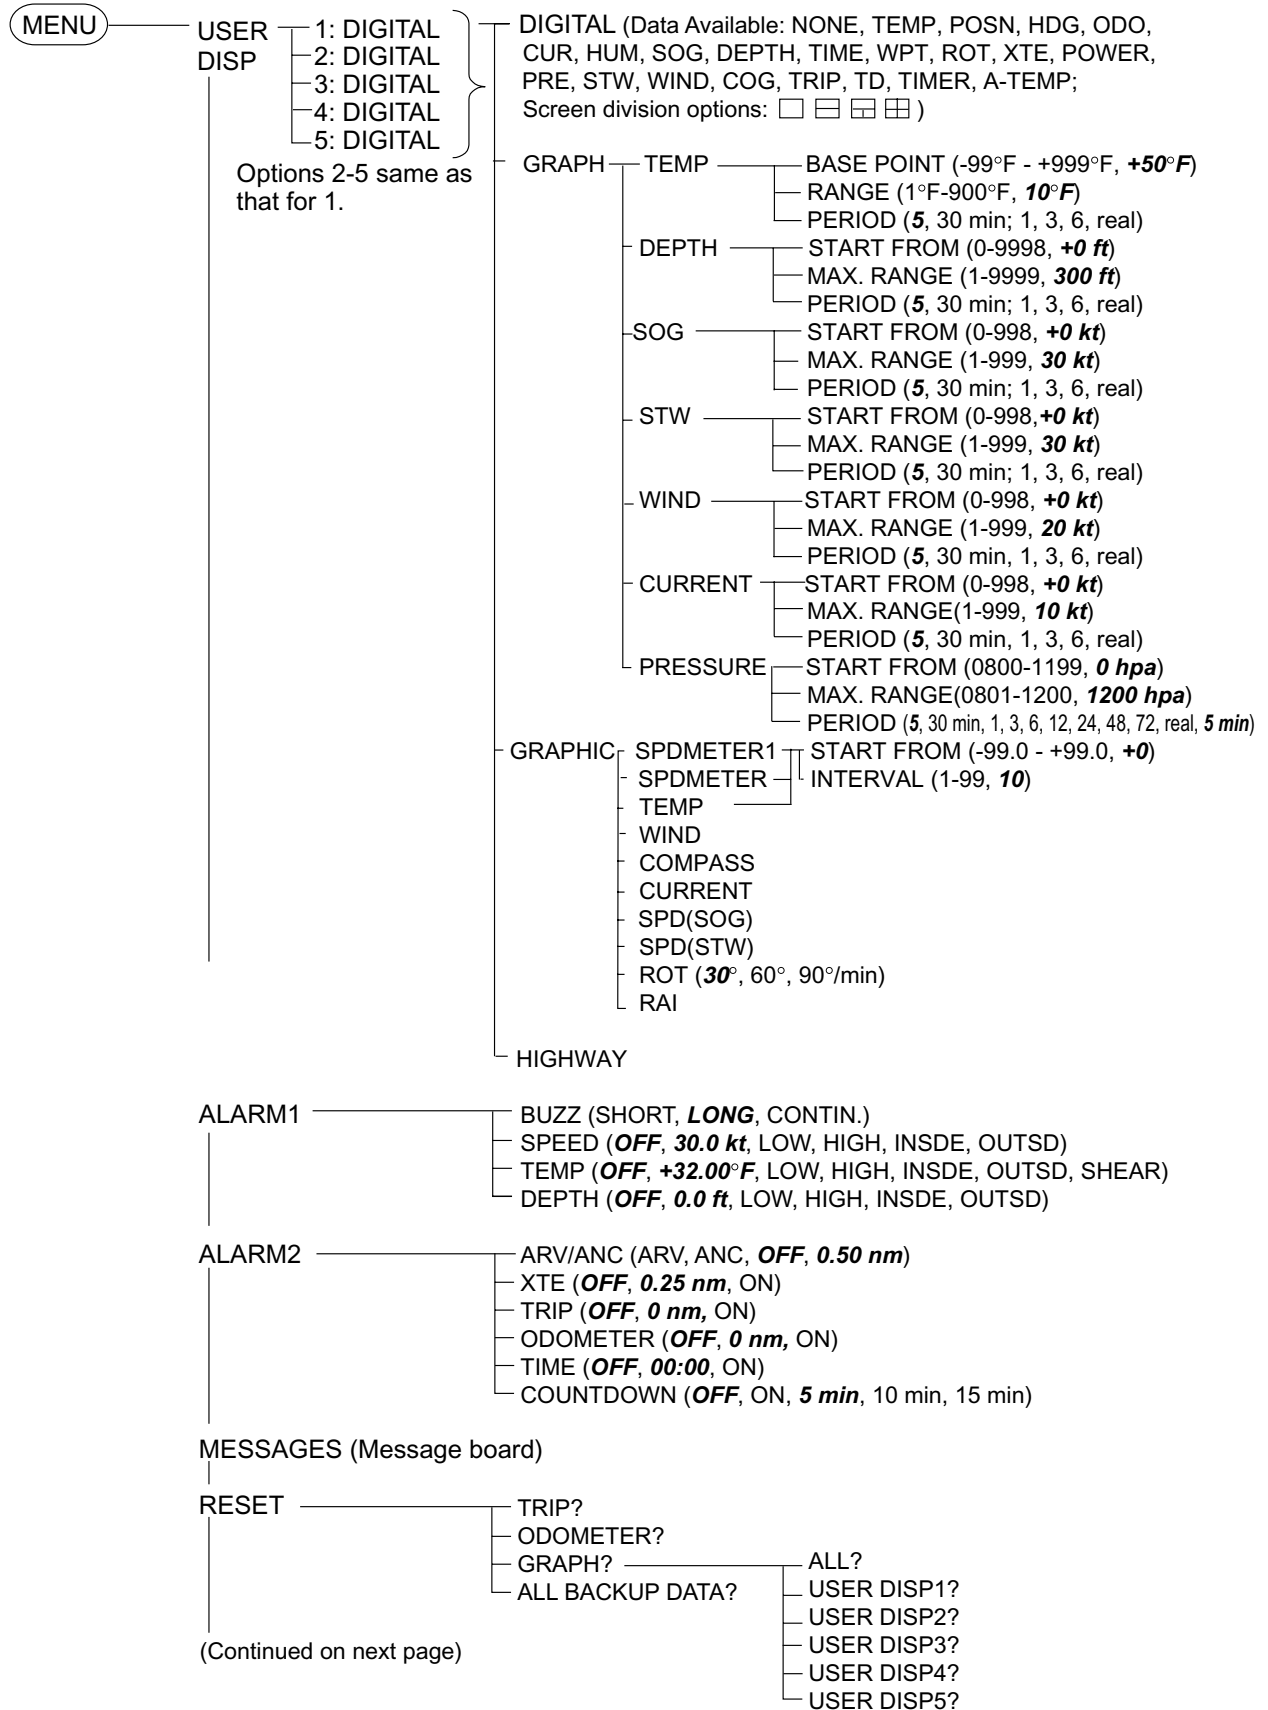 MENU
USER DISP
1: DIGITAL
2: DIGITAL
3: DIGITAL
4: DIGITAL
5: DIGITAL
Options 2-5 same as
that for 1.
DIGITAL (Data Available: NONE, TEMP, POSN, HDG, ODO,
CUR, HUM, SOG, DEPTH, TIME, WPT, ROT, XTE, POWER,
PRE, STW, WIND, COG, TRIP, TD, TIMER, A-TEMP;
Screen division options: )
GRAPH
TEMP
BASE POINT (-99°F - +999°F, +50°F)
RANGE (1°F-900°F, 10°F)
PERIOD (5, 30 min; 1, 3, 6, real)
DEPTH
START FROM (0-9998, +0 ft)
MAX. RANGE (1-9999, 300 ft)
PERIOD (5, 30 min; 1, 3, 6, real)
SOG
START FROM (0-998, +0 kt)
MAX. RANGE (1-999, 30 kt)
PERIOD (5, 30 min; 1, 3, 6, real)
STW
START FROM (0-998,+0 kt)
MAX. RANGE (1-999, 30 kt)
PERIOD (5, 30 min; 1, 3, 6, real)
WIND
START FROM (0-998, +0 kt)
MAX. RANGE (1-999, 20 kt)
PERIOD (5, 30 min, 1, 3, 6, real)
CURRENT
START FROM (0-998, +0 kt)
MAX. RANGE(1-999, 10 kt)
PERIOD (5, 30 min, 1, 3, 6, real)
PRESSURE
START FROM (0800-1199, 0 hpa)
MAX. RANGE(0801-1200, 1200 hpa)
PERIOD (5, 30 min, 1, 3, 6, 12, 24, 48, 72, real, 5 min)
GRAPHIC
SPDMETER1
START FROM (-99.0 - +99.0, +0)
SPDMETER
INTERVAL (1-99, 10)
TEMP
WIND
COMPASS
CURRENT
SPD(SOG)
SPD(STW)
ROT (30°, 60°, 90°/min)
RAI
HIGHWAY
ALARM1
BUZZ (SHORT, LONG, CONTIN.)
SPEED (OFF, 30.0 kt, LOW, HIGH, INSDE, OUTSD)
TEMP (OFF, +32.00°F, LOW, HIGH, INSDE, OUTSD, SHEAR)
DEPTH (OFF, 0.0 ft, LOW, HIGH, INSDE, OUTSD)
ALARM2
ARV/ANC (ARV, ANC, OFF, 0.50 nm)
XTE (OFF, 0.25 nm, ON)
TRIP (OFF, 0 nm, ON)
ODOMETER (OFF, 0 nm, ON)
TIME (OFF, 00:00, ON)
COUNTDOWN (OFF, ON, 5 min, 10 min, 15 min)
MESSAGES (Message board)
RESET
TRIP?
ODOMETER?
GRAPH?
ALL BACKUP DATA?
ALL?
USER DISP1?
USER DISP2?
USER DISP3?
USER DISP4?
USER DISP5?
(Continued on next page)